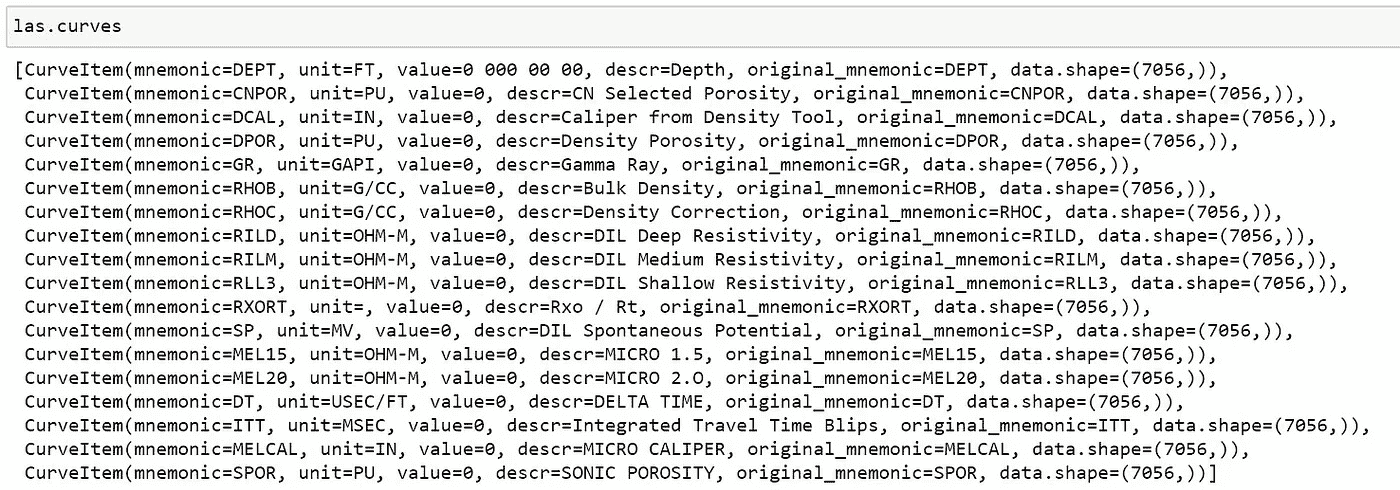 las.curves
[CurveItem(mnemonic=DEPT, unit=FT, value=0 000 00 00, descr=Depth, original_mnemonic=DEPT, data.shape=(7056,)),
CurveItem(mnemonic=CNPOR, unit=PU, value=0, descr=CN Selected Porosity, original_mnemonic=CNPOR, data.shape=(7056,)),
CurveItem(mnemonic=DCAL, unit=IN, value=0, descr=Caliper from Density Tool, original_mnemonic=DCAL, data.shape=(7056,)),
CurveItem(mnemonic=DPOR, unit=PU, value=0, descr=Density Porosity, original_mnemonic=DPOR, data.shape=(7056,)),
CurveItem(mnemonic=GR, unit=GAPI, value=0, descr=Gamma Ray, original_mnemonic=GR, data.shape=(7056,)),
CurveItem(mnemonic=RHOB, unit=G/CC, value=0, descr=Bulk Density, original_mnemonic=RHOB, data.shape=(7056,)),
CurveItem(mnemonic=RHOC, unit=G/CC, value=0, descr=Density Correction, original_mnemonic=RHOC, data.shape=(7056,)),
CurveItem(mnemonic=RILD, unit=OHM-M, value=0, descr=DIL Deep Resistivity, original_mnemonic=RILD, data.shape=(7056,)),
CurveItem(mnemonic=RILM, unit=OHM-M, value=0, descr=DIL Medium Resistivity, original_mnemonic=RILM, data.shape=(7056,)),
CurveItem(mnemonic=RLL3, unit=OHM-M, value=0, descr=DIL Shallow Resistivity, original_mnemonic=RLL3, data.shape=(7056,)),
CurveItem(mnemonic=RXORT, unit=, value=0, descr=Rxo / Rt, original_mnemonic=RXORT, data.shape=(7056,)),
CurveItem(mnemonic=SP, unit=MV, value=0, descr=DIL Spontaneous Potential, original_mnemonic=SP, data.shape=(7056,)),
CurveItem(mnemonic=MEL15, unit=OHM-M, value=0, descr=MICRO 1.5, original_mnemonic=MEL15, data.shape=(7056,)),
CurveItem(mnemonic=MEL20, unit=OHM-M, value=0, descr=MICRO 2.O, original_mnemonic=MEL20, data.shape=(7056,)),
CurveItem(mnemonic=DT, unit=USEC/FT, value=0, descr=DELTA TIME, original_mnemonic=DT, data.shape=(7056,)),
CurveItem(mnemonic=ITT, unit=MSEC, value=0, descr=Integrated Travel Time Blips, original_mnemonic=ITT, data.shape=(7056,)),
CurveItem(mnemonic=MELCAL, unit=IN, value=0, descr=MICRO CALIPER, original_mnemonic=MELCAL, data.shape=(7056,)),
CurveItem(mnemonic=SPOR, unit=PU, value=0, descr=SONIC POROSITY, original_mnemonic=SPOR, data.shape=(7056,))]